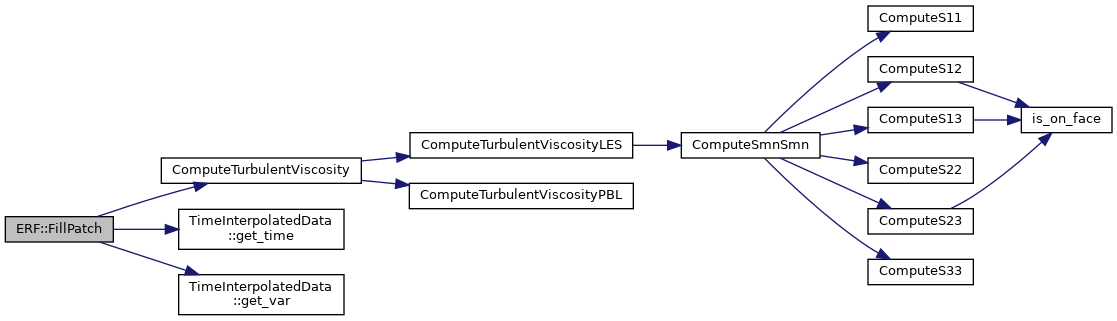 ERF::FillPatch
ComputeTurbulentViscosity
TimeInterpolatedData
::get_time
TimeInterpolatedData
::get_var
ComputeTurbulentViscosityLES
ComputeTurbulentViscosityPBL
ComputeSmnSmn
ComputeS11
ComputeS12
ComputeS13
ComputeS22
ComputeS23
ComputeS33
is_on_face